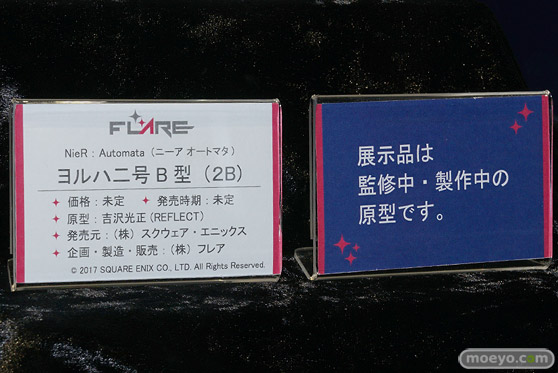 FLARE
NieR : Automata (ニーア オートマタ)
ヨルハ二号B型 (2B)
✦ 価格 : 未定 ✦ 発売時期 : 未定
✦ 原型 : 吉沢光正 (REFLECT)
✦ 発売元 : (株) スクウェア・エニックス
✦ 企画・製造・販売 : (株) フレア
© 2017 SQUARE ENIX CO., LTD. All Rights Reserved.
展示品は
監修中・製作中の
原型です。
moeyo.com